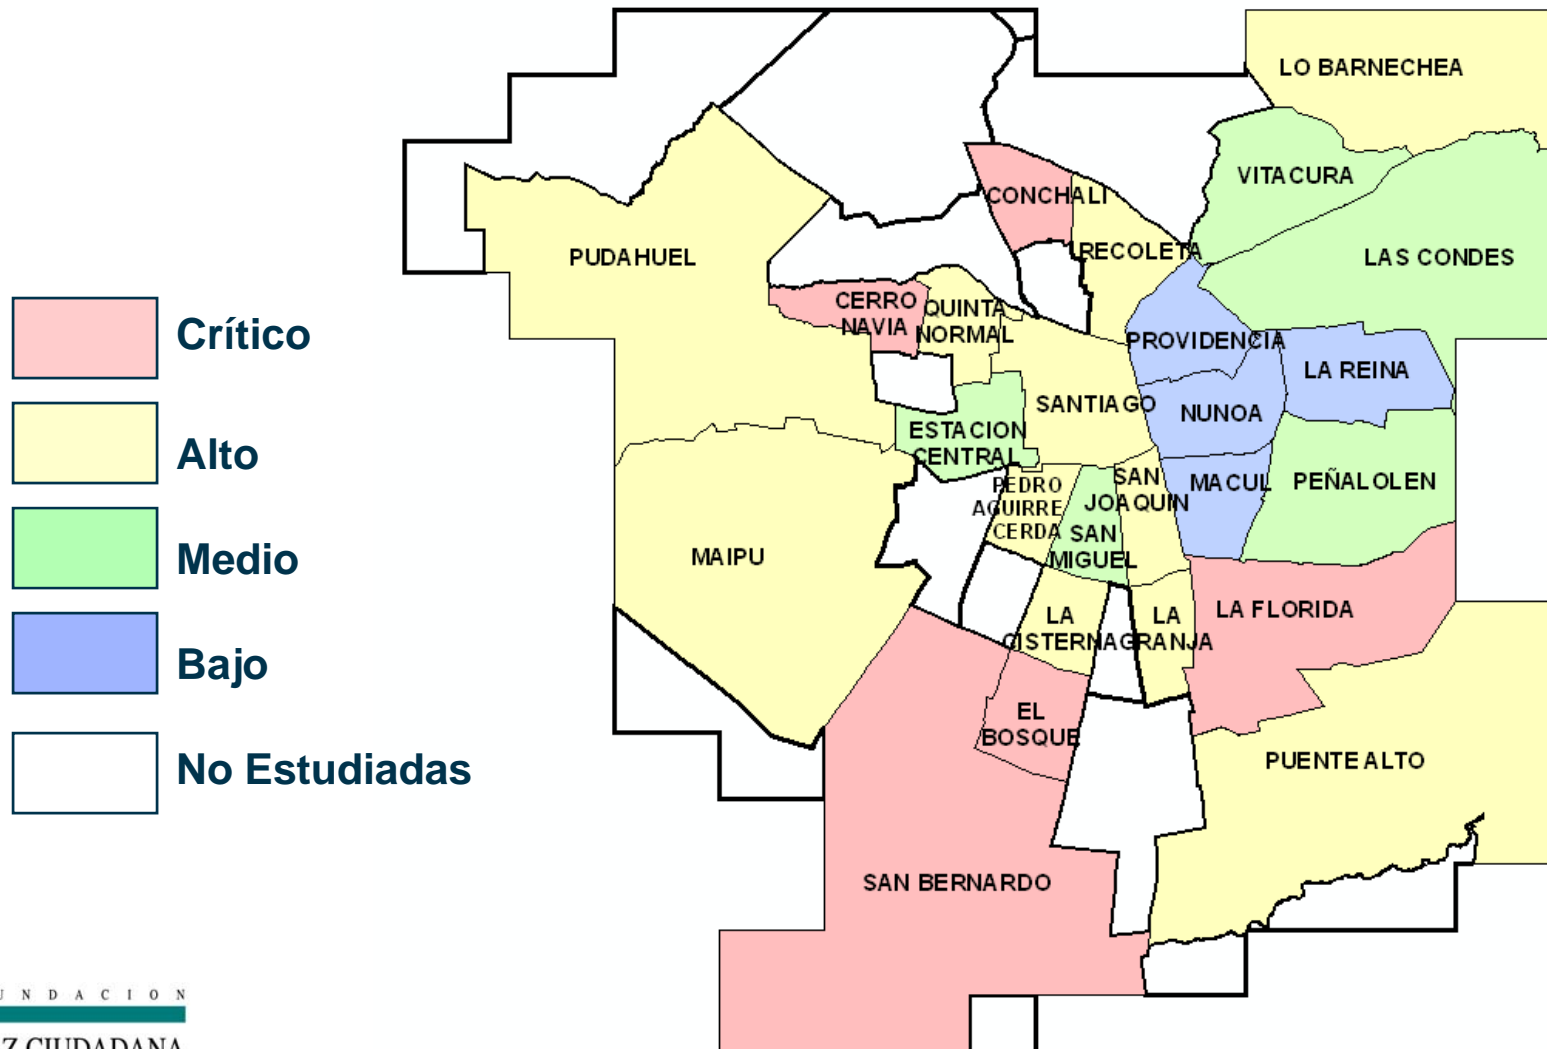 Crítico
Alto
Medio
Bajo
No Estudiadas
LO BARNECHEA
VITACURA
CONCHALI
RECOLETA
PUDAHUEL
LAS CONDES
CERRO
NAVIA
QUINTA
NORMAL
PROVIDENCIA
LA REINA
SANTIAGO
NUNOA
ESTACION
CENTRAL
PEDRO
AGUIRRE
CERDA
SAN
JOAQUIN
MACUL
PEÑALOLEN
SAN
MIGUEL
MAIPU
LA
CISTERNA
LA
GRANJA
LA FLORIDA
EL
BOSQUE
PUENTE ALTO
SAN BERNARDO
UNDACION
Z CIUDADANA